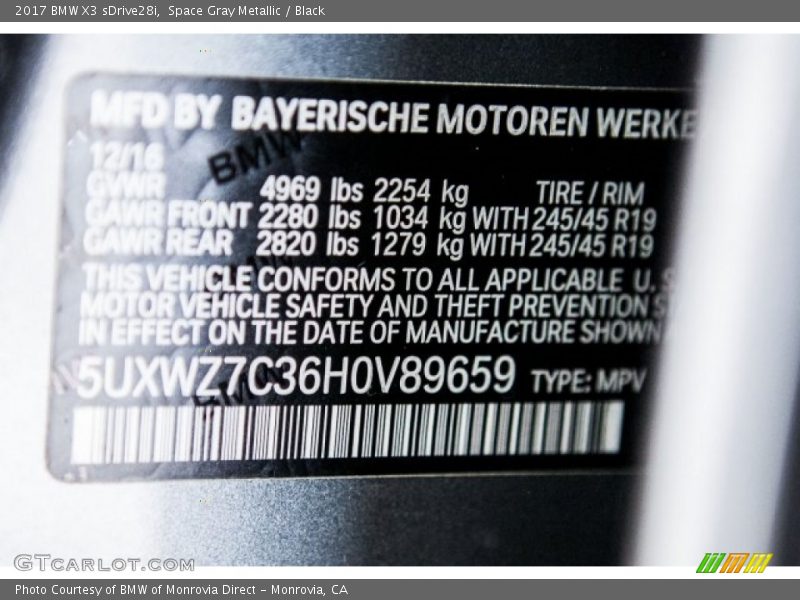 2017 BMW X3 sDrive28i, Space Gray Metallic / Black
MFD BY BAYERISCHE MOTOREN WERKE
12/16
BMW
GVWR 4969 lbs 2254 kg TIRE / RIM
GAWR FRONT 2280 lbs 1034 kg WITH 245/45 R19
GAWR REAR 2820 lbs 1279 kg WITH 245/45 R19
THIS VEHICLE CONFORMS TO ALL APPLICABLE U. S
MOTOR VEHICLE SAFETY AND THEFT PREVENTION S
IN EFFECT ON THE DATE OF MANUFACTURE SHOWN
5UXWZ7C36H0V89659 TYPE: MPV
GTcarlot.com
Photo Courtesy of BMW of Monrovia Direct - Monrovia, CA